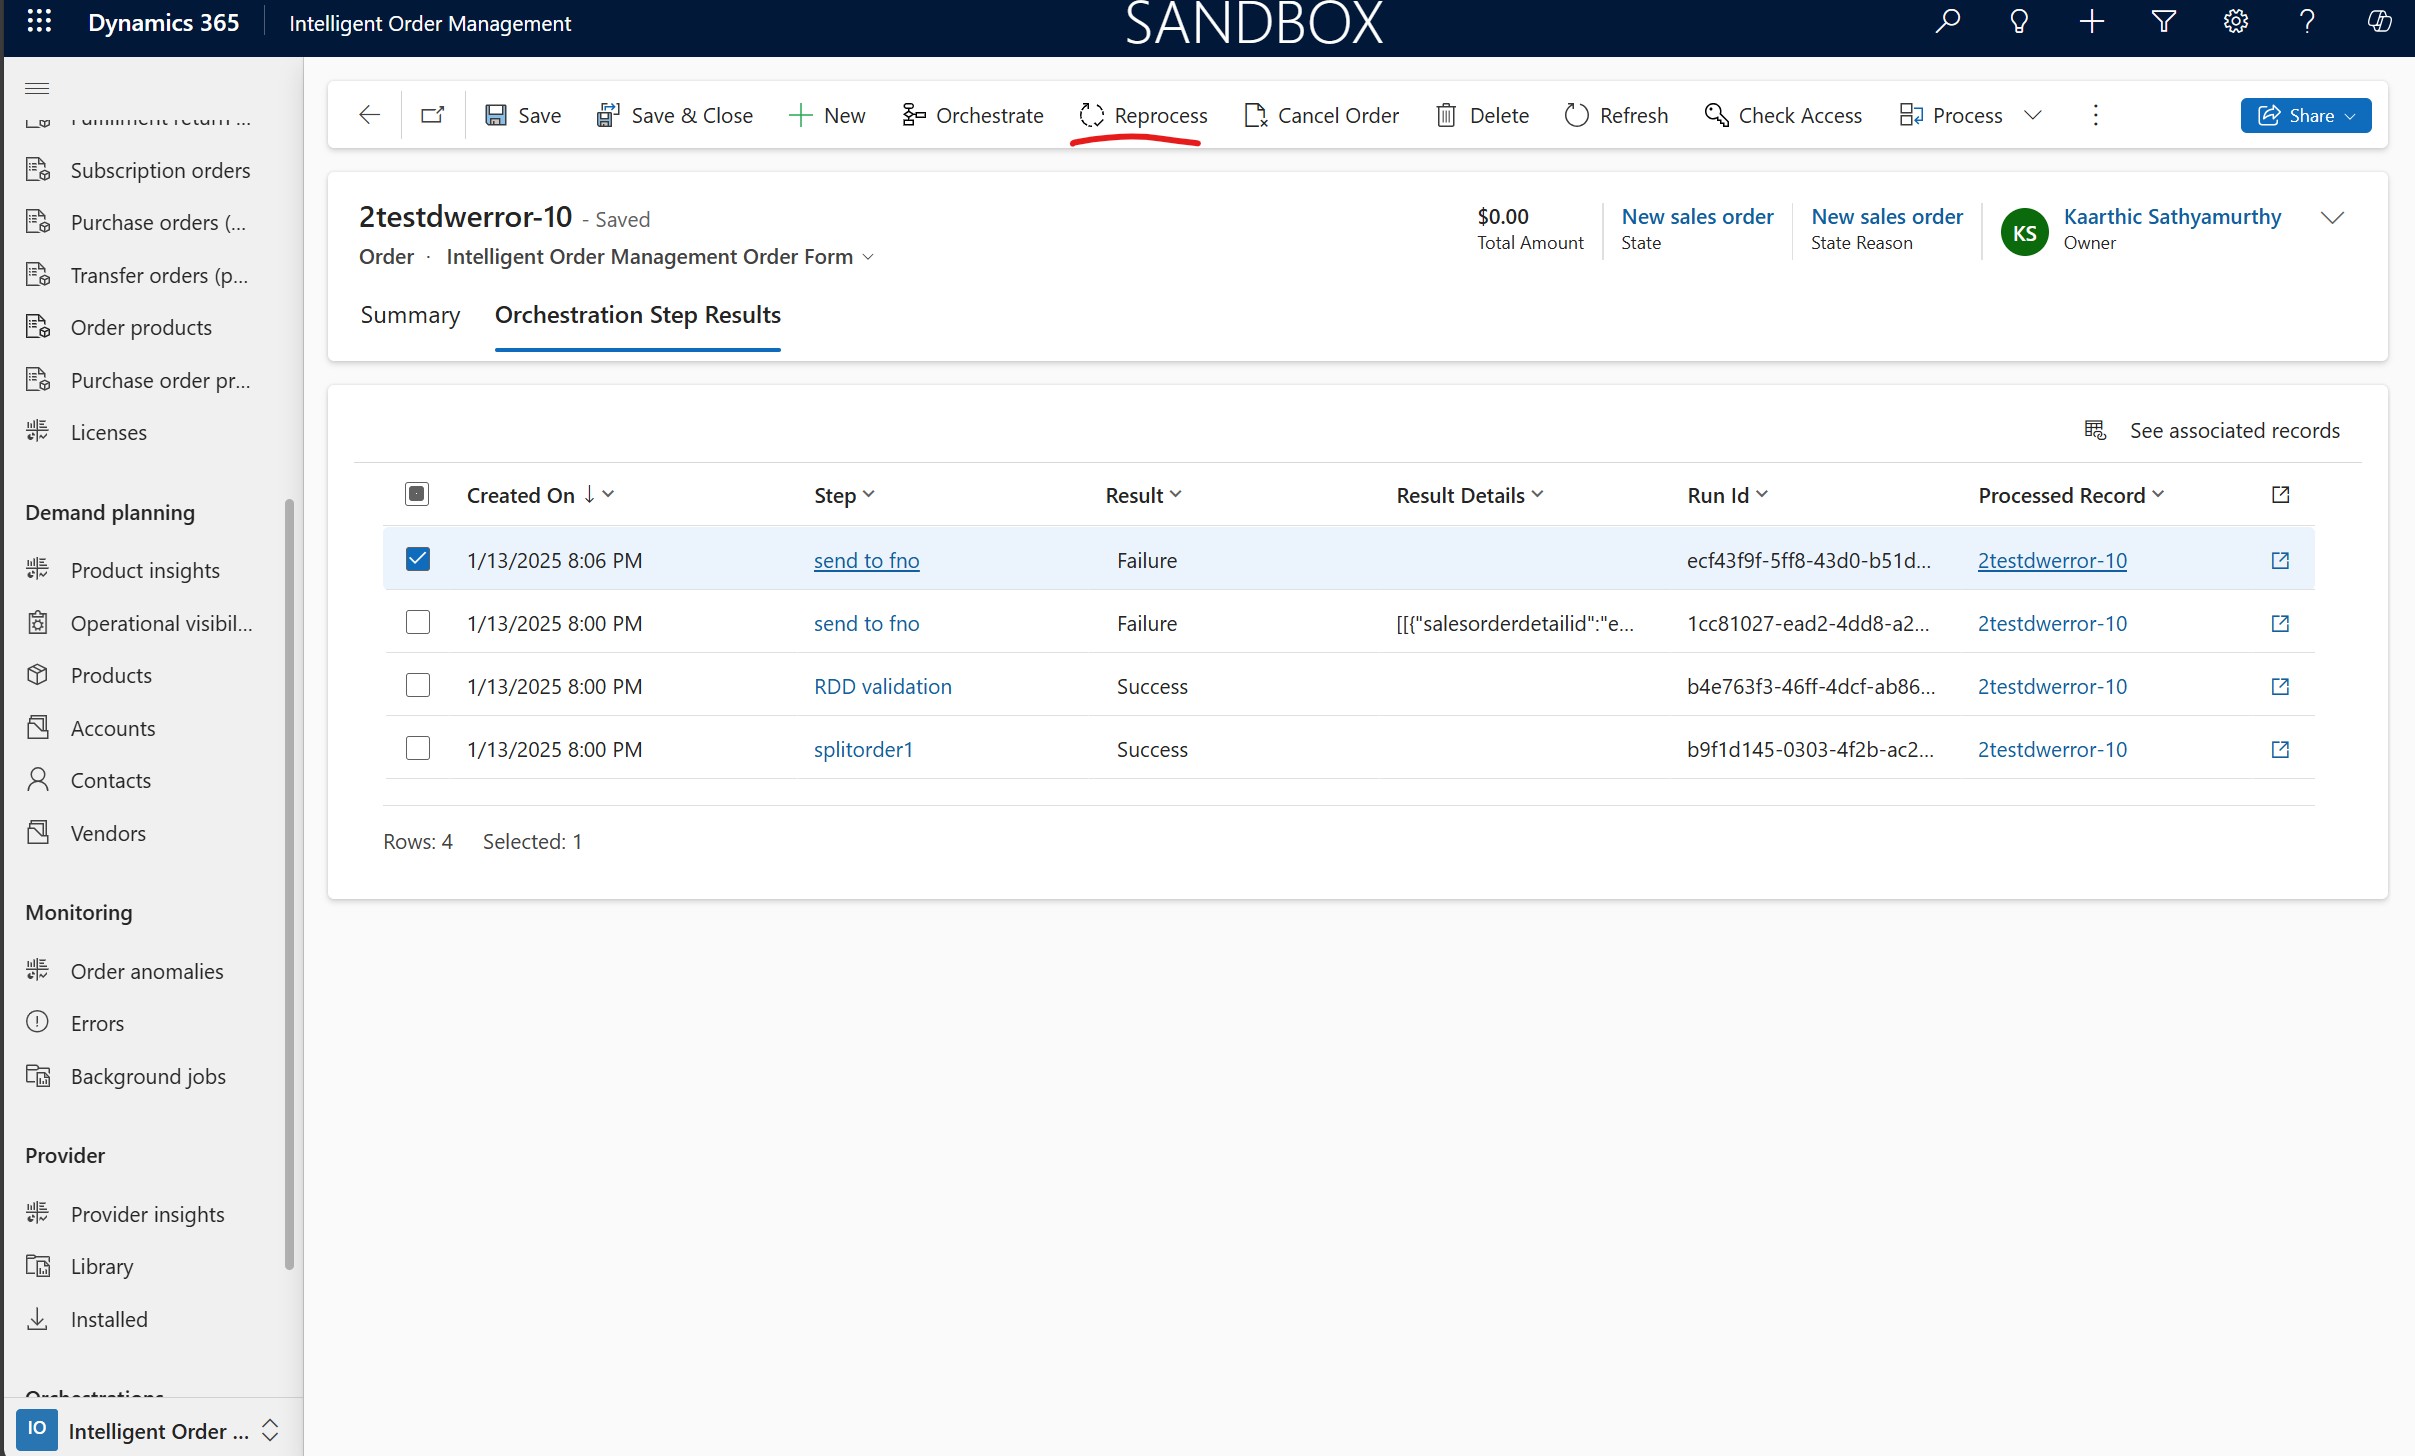 Dynamics 365
Intelligent Order Management
SANDBOX
Save
Save & Close
New
Orchestrate
Reprocess
Cancel Order
Delete
Refresh
Check Access
Process
Share
Fulfillment return ...
Subscription orders
Purchase orders (...
Transfer orders (p...
Order products
Purchase order pr...
Licenses
Demand planning
Product insights
Operational visibil...
Products
Accounts
Contacts
Vendors
Monitoring
Order anomalies
Errors
Background jobs
Provider
Provider insights
Library
Installed
Orchestrations
IO Intelligent Order ...
2testdwerror-10 - Saved
Order · Intelligent Order Management Order Form
$0.00
Total Amount
New sales order
State
New sales order
State Reason
KS
Kaarthic Sathyamurthy
Owner
Summary
Orchestration Step Results
See associated records
Created On Step Result Result Details Run Id Processed Record
1/13/2025 8:06 PM send to fno Failure ecf43f9f-5ff8-43d0-b51d... 2testdwerror-10
1/13/2025 8:00 PM send to fno Failure [[{"salesorderdetailid":"e... 1cc81027-ead2-4dd8-a2... 2testdwerror-10
1/13/2025 8:00 PM RDD validation Success b4e763f3-46ff-4dcf-ab86... 2testdwerror-10
1/13/2025 8:00 PM splitorder1 Success b9f1d145-0303-4f2b-ac2... 2testdwerror-10
Rows: 4 Selected: 1